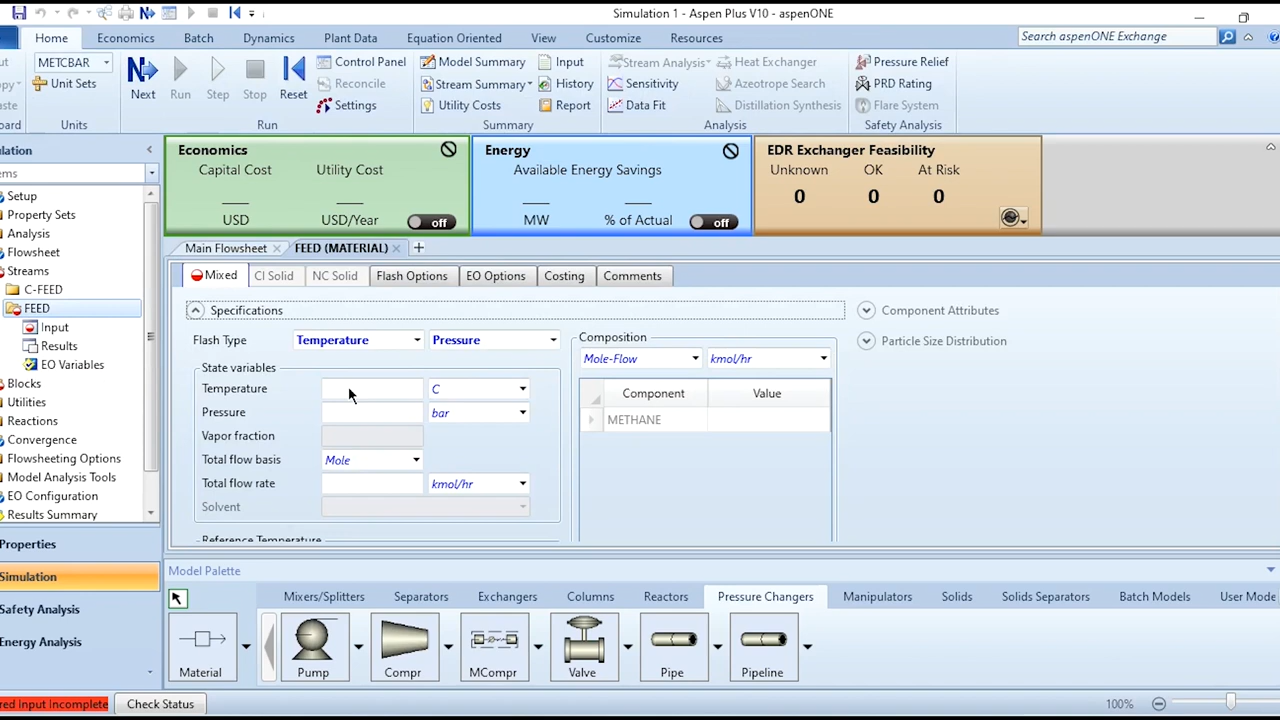 Simulation 1 - Aspen Plus V10 - aspenONE
Home Economics Batch Dynamics Plant Data Equation Oriented View Customize Resources Search aspenONE Exchange
METCBAR
Unit Sets
Units
Next Run Step Stop Reset
Control Panel
Reconcile
Settings
Run
Model Summary Input
Stream Summary History
Utility Costs Report
Summary
Stream Analysis Heat Exchanger
Sensitivity Azeotrope Search
Data Fit Distillation Synthesis
Analysis
Pressure Relief
PRD Rating
Flare System
Safety Analysis
Economics
Capital Cost Utility Cost
USD USD/Year off
Energy
Available Energy Savings
MW % of Actual off
EDR Exchanger Feasibility
Unknown OK At Risk
0 0 0
Setup
Property Sets
Analysis
Flowsheet
Streams
C-FEED
FEED
Input
Results
EO Variables
Blocks
Utilities
Reactions
Convergence
Flowsheeting Options
Model Analysis Tools
EO Configuration
Results Summary
Properties
Simulation
Safety Analysis
Energy Analysis
Main Flowsheet FEED (MATERIAL)
Mixed CI Solid NC Solid Flash Options EO Options Costing Comments
Specifications
Flash Type Temperature Pressure
State variables
Temperature C
Pressure bar
Vapor fraction
Total flow basis Mole
Total flow rate kmol/hr
Solvent
Reference Temperature
Composition
Mole-Flow kmol/hr
Component Value
METHANE
Component Attributes
Particle Size Distribution
Model Palette
Mixers/Splitters Separators Exchangers Columns Reactors Pressure Changers Manipulators Solids Solids Separators Batch Models User Mode
Material Pump Compr MCompr Valve Pipe Pipeline
red Input Incomplete Check Status 100%